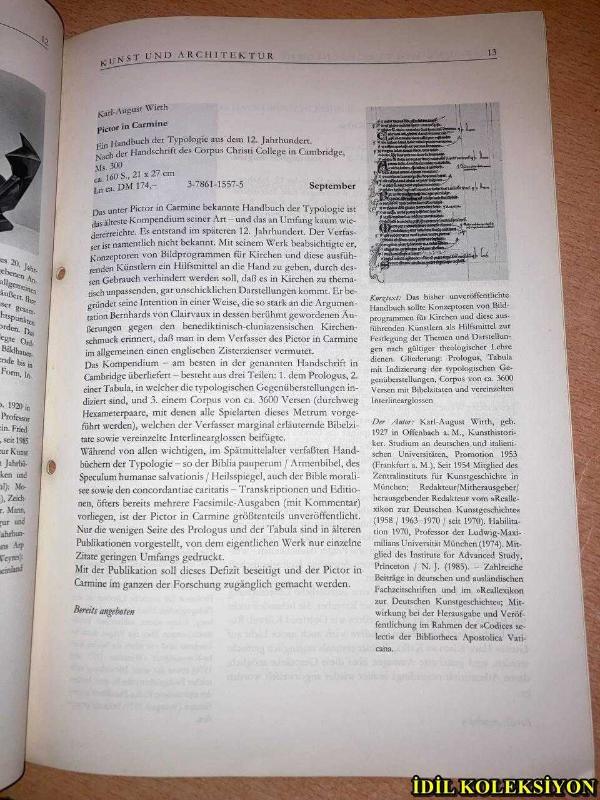 12
KUNST UND ARCHITEKTUR 13
Karl-August Wirth
Pictor in Carmine
Ein Handbuch der Typologie aus dem 12. Jahrhundert.
Nach der Handschrift des Corpus Christi College in Cambridge,
Ms. 300
ca. 160 S., 21 x 27 cm
Ln ca. DM 174,– 3-7861-1557-5 September
Das unter Pictor in Carmine bekannte Handbuch der Typologie ist
das älteste Kompendium seiner Art – und das an Umfang kaum wie-
dererreichte. Es entstand im späteren 12. Jahrhundert. Der Verfas-
ser ist namentlich nicht bekannt. Mit seinem Werk beabsichtigte er,
Konzeptoren von Bildprogrammen für Kirchen und diese ausfüh-
renden Künstlern ein Hilfsmittel an die Hand zu geben, durch des-
sen Gebrauch verhindert werden soll, daß es in Kirchen zu thema-
tisch unpassenden, gar unschicklichen Darstellungen kommt. Er be-
gründet seine Intention in einer Weise, die so stark an die Argumen-
tation Bernhards von Clairvaux in dessen berühmt gewordenen Äu-
ßerungen gegen den benediktinisch-cluniazensischen Kirchen-
schmuck erinnert, daß man in dem Verfasser des Pictor in Carmine
im allgemeinen einen englischen Zisterzienser vermutet.
Das Kompendium – am besten in der genannten Handschrift in
Cambridge überliefert – besteht aus drei Teilen: 1. dem Prologus, 2.
einer Tabula, in welcher die typologischen Gegenüberstellungen in-
diziert sind, und 3. einem Corpus von ca. 3600 Versen (durchweg
Hexameterpaare, mit denen alle Spielarten dieses Metrum vorge-
führt werden), welchen der Verfasser marginal erläuternde Bibelzi-
tate sowie vereinzelte Interlinearglossen beifügte.
Während von allen wichtigen, im Spätmittelalter verfaßten Hand-
büchern der Typologie – so der Biblia pauperum / Armenbibel, des
Speculum humanae salvationis / Heilsspiegel, auch der Bible morali-
see sowie den concordantiae caritatis – Transkriptionen und Editio-
nen, öfters bereits mehrere Facsimile-Ausgaben (mit Kommentar)
vorliegen, ist der Pictor in Carmine größtenteils unveröffentlicht.
Nur die wenigen Seiten des Prologus und der Tabula sind in älteren
Publikationen vorgestellt, von dem eigentlichen Werk nur einzelne
Zitate geringen Umfangs gedruckt.
Mit der Publikation soll dieses Defizit beseitigt und der Pictor in
Carmine im ganzen der Forschung zugänglich gemacht werden.
Bereits angeboten
Kurztext: Das bisher unveröffentlichte
Handbuch sollte Konzeptoren von Bild-
programmen für Kirchen und diese aus-
führenden Künstlern als Hilfsmittel zur
Festlegung der Themen und Darstellun-
gen nach gültiger theologischer Lehre
dienen. Gliederung: Prologus, Tabula
mit Indizierung der typologischen Ge-
genüberstellungen, Corpus von ca. 3600
Versen mit Bibelzitaten und vereinzelten
Interlinearglossen
Der Autor: Karl-August Wirth, geb.
1927 in Offenbach a. M., Kunsthistori-
ker. Studium an deutschen und italieni-
schen Universitäten, Promotion 1953
(Frankfurt a. M.). Seit 1954 Mitglied des
Zentralinstituts für Kunstgeschichte in
München; Redakteur/Mitherausgeber/
herausgebender Redakteur vom »Reallе-
xikon zur Deutschen Kunstgeschichte«
(1958 / 1963–1970 / seit 1970). Habilita-
tion 1970, Professor der Ludwig-Maxi-
milians Universität München (1974). Mit-
glied des Institute for Advanced Study,
Princeton / N. J. (1985). – Zahlreiche
Beiträge in deutschen und ausländischen
Fachzeitschriften und im »Reallexikon
zur Deutschen Kunstgeschichte«; Mit-
wirkung bei der Herausgabe und Veröf-
fentlichung im Rahmen der »Codices se-
lecti« der Bibliotheca Apostolica Vati-
cana.
İDİL KOLEKSİYON